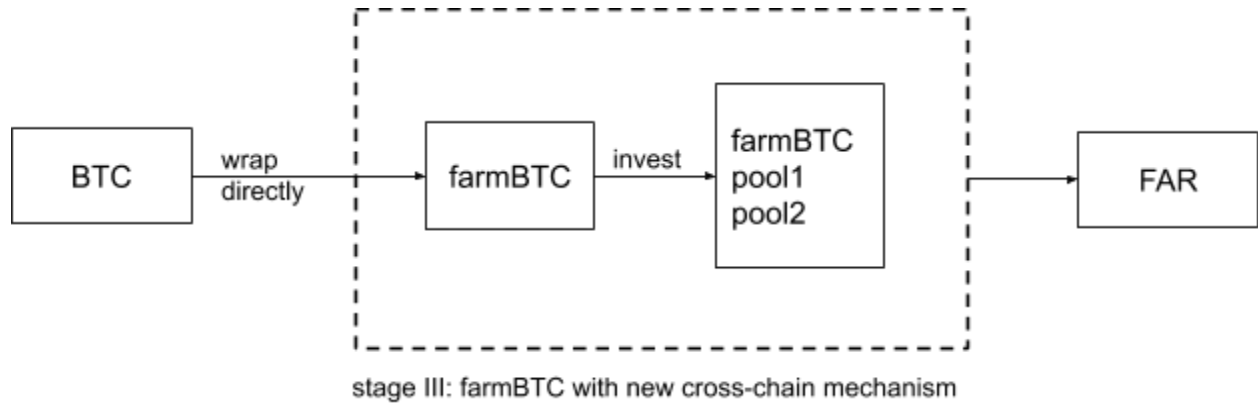 BTC
wrap
directly
farmBTC
invest
farmBTC
pool1
pool2
FAR
stage III: farmBTC with new cross-chain mechanism